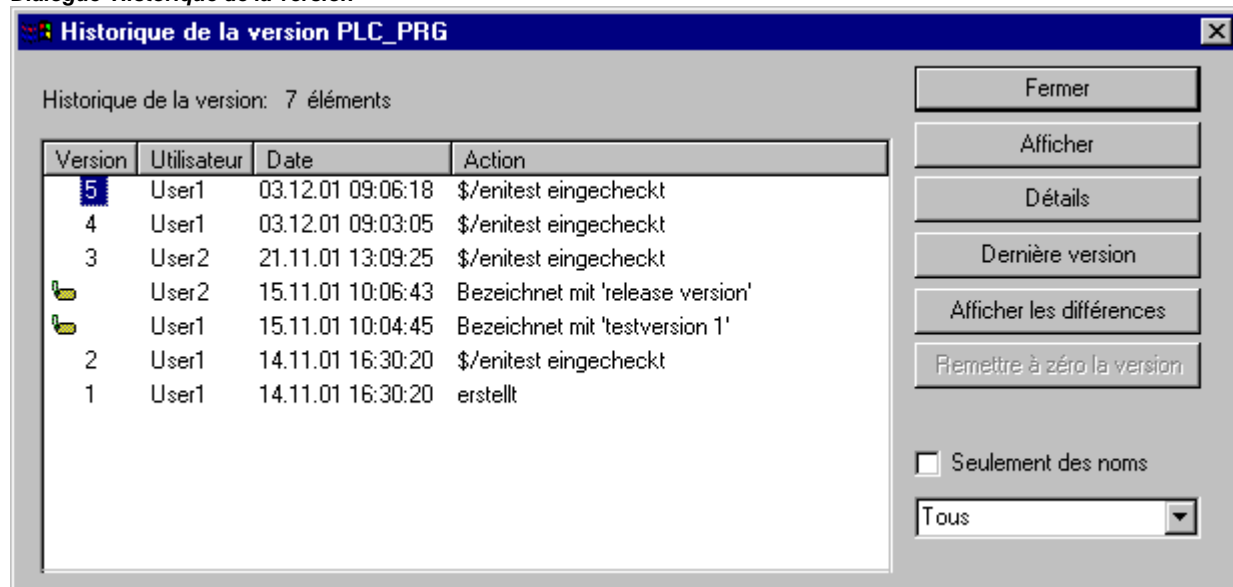 Historique de la version PLC_PRG
Historique de la version: 7 éléments
Version Utilisateur Date Action
5 User1 03.12.01 09:06:18 $/enitest eingecheckt
4 User1 03.12.01 09:03:05 $/enitest eingecheckt
3 User2 21.11.01 13:09:25 $/enitest eingecheckt
User2 15.11.01 10:06:43 Bezeichnet mit 'release version'
User1 15.11.01 10:04:45 Bezeichnet mit 'testversion 1'
2 User1 14.11.01 16:30:20 $/enitest eingecheckt
1 User1 14.11.01 16:30:20 erstellt
Fermer
Afficher
Détails
Dernière version
Afficher les différences
Remettre à zéro la version
Seulement des noms
Tous